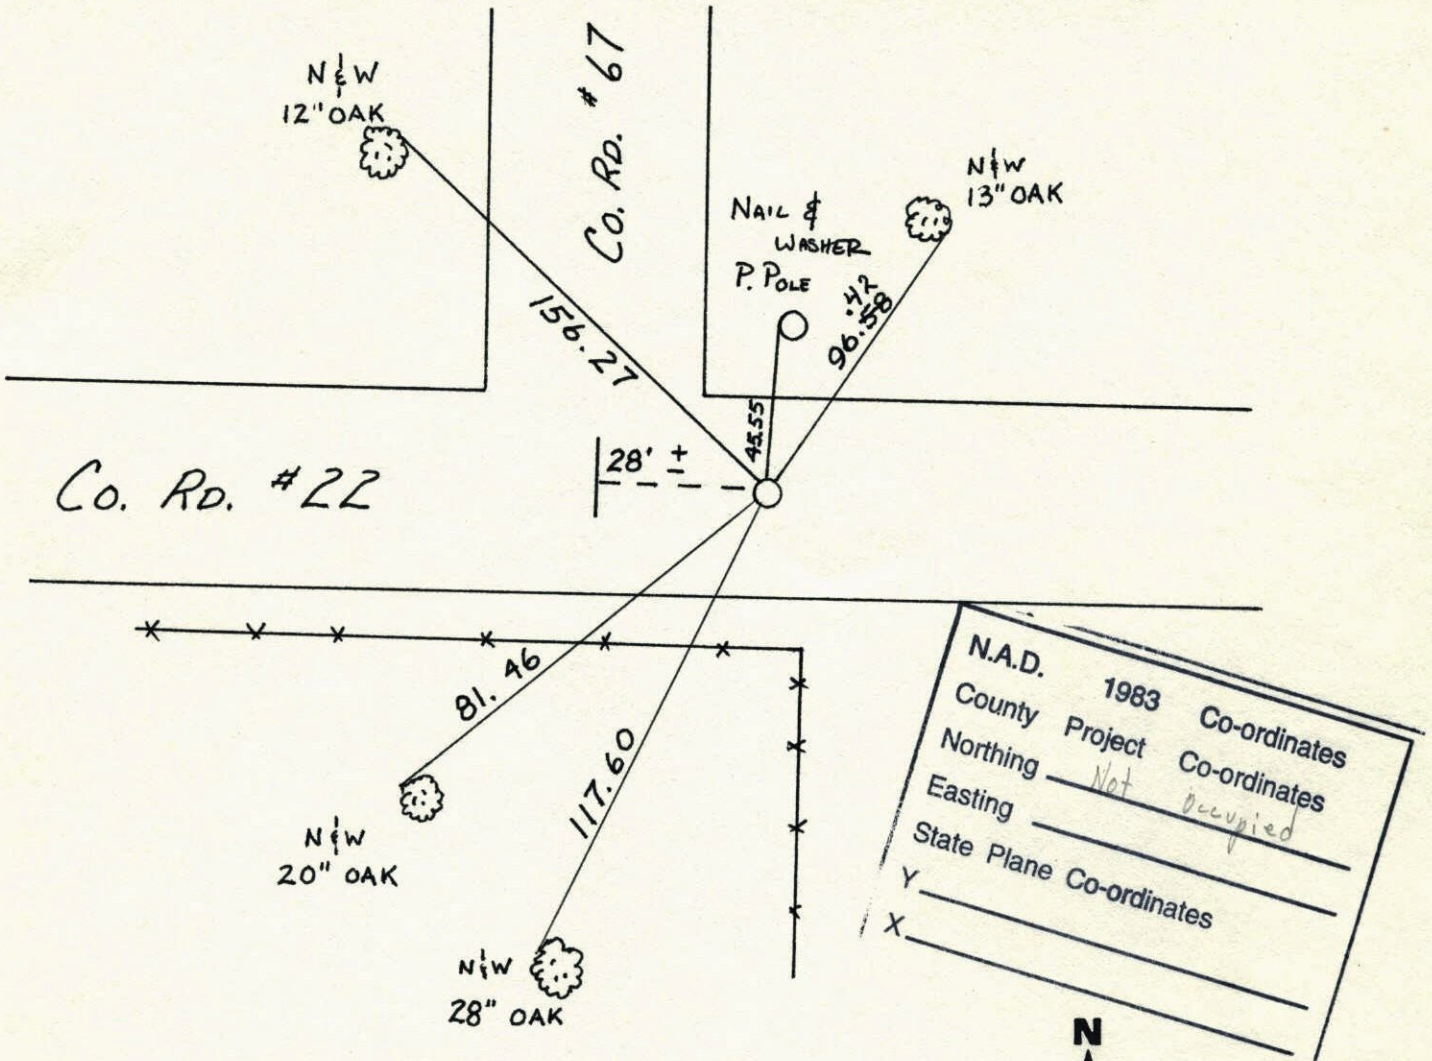 N & W
12" OAK
Co. Rd. #67
N & W
13" OAK
NAIL &
WASHER
P. POLE
.42
96.58
156.27
45.55
28' ±
Co. Rd. #22
81.46
117.60
N & W
20" OAK
N & W
28" OAK
N.A.D. 1983 Co-ordinates
County Project Co-ordinates
Northing Not occupied
Easting
State Plane Co-ordinates
Y
X
N